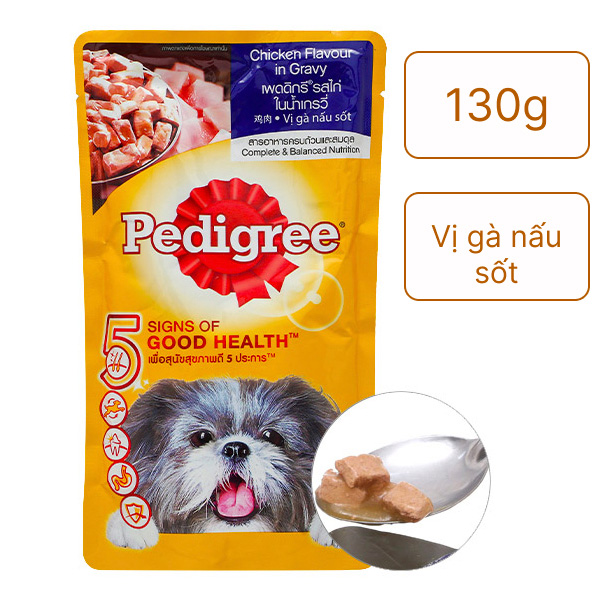 Chicken Flavour
in Gravy
เพดดิกรี® รสไก่
ในน้ำเกรวี่
鸡肉 • Vị gà nấu sốt
สารอาหารครบถ้วนและสมดุล
Complete & Balanced Nutrition
Pedigree®
5 SIGNS OF
GOOD HEALTH™
เพื่อสุนัขสุขภาพดี 5 ประการ™
130g
Vị gà nấu
sốt